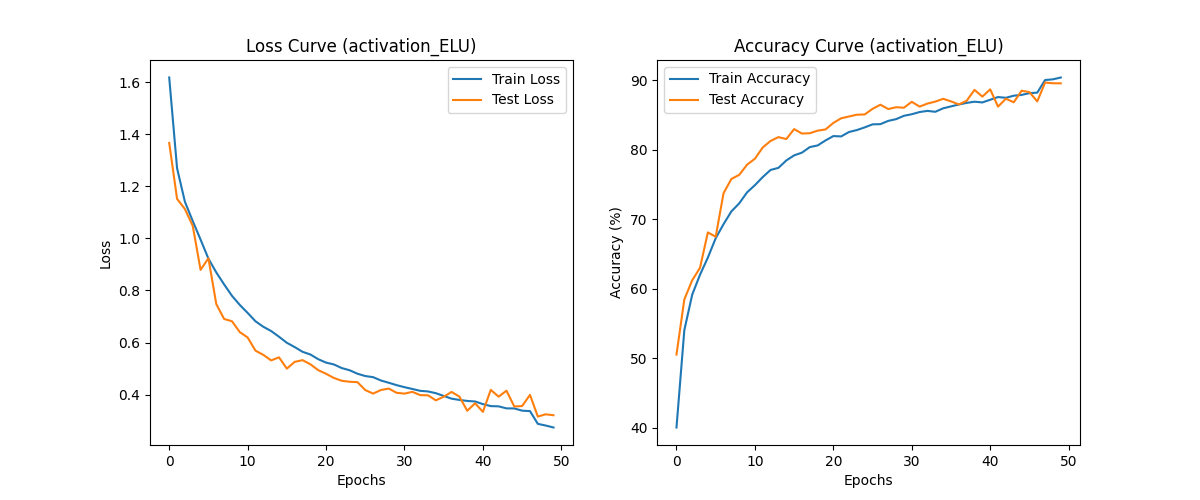 Loss Curve (activation_ELU)
Train Loss
Test Loss
1.6
1.4
1.2
1.0
0.8
0.6
0.4
Loss
0
10
20
30
40
50
Epochs
Accuracy Curve (activation_ELU)
Train Accuracy
Test Accuracy
90
80
70
60
50
40
Accuracy (%)
0
10
20
30
40
50
Epochs